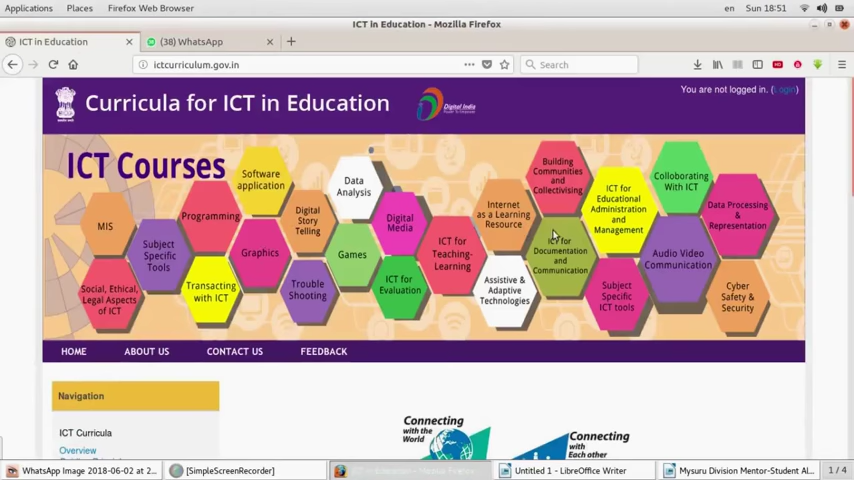 Applications Places Firefox Web Browser en Sun 18:51
ICT in Education - Mozilla Firefox
ICT in Education (38) WhatsApp
ictcurriculum.gov.in Search
You are not logged in. (Login)
Curricula for ICT in Education Digital India
ICT Courses
MIS
Social, Ethical,
Legal Aspects
of ICT
Subject
Specific
Tools
Programming
Transacting
with ICT
Software
application
Graphics
Digital
Story
Telling
Trouble
Shooting
Data
Analysis
Games
Digital
Media
ICT for
Evaluation
ICT for
Teaching-
Learning
Internet
as a Learning
Resource
Assistive &
Adaptive
Technologies
Building
Communities
and
Collectivising
ICT for
Documentation
and
Communication
ICT for
Educational
Administration
and
Management
Subject
Specific
ICT tools
Collaborating
With ICT
Audio Video
Communication
Data Processing
&
Representation
Cyber
Safety &
Security
HOME ABOUT US CONTACT US FEEDBACK
Navigation
ICT Curricula
Overview
Connecting
with the
World
Connecting
with Each
WhatsApp Image 2018-06-02 at 2... [SimpleScreenRecorder] ICT in Education - Mozilla Firefox Untitled 1 - LibreOffice Writer Mysuru Division Mentor-Student Al... 1 / 4